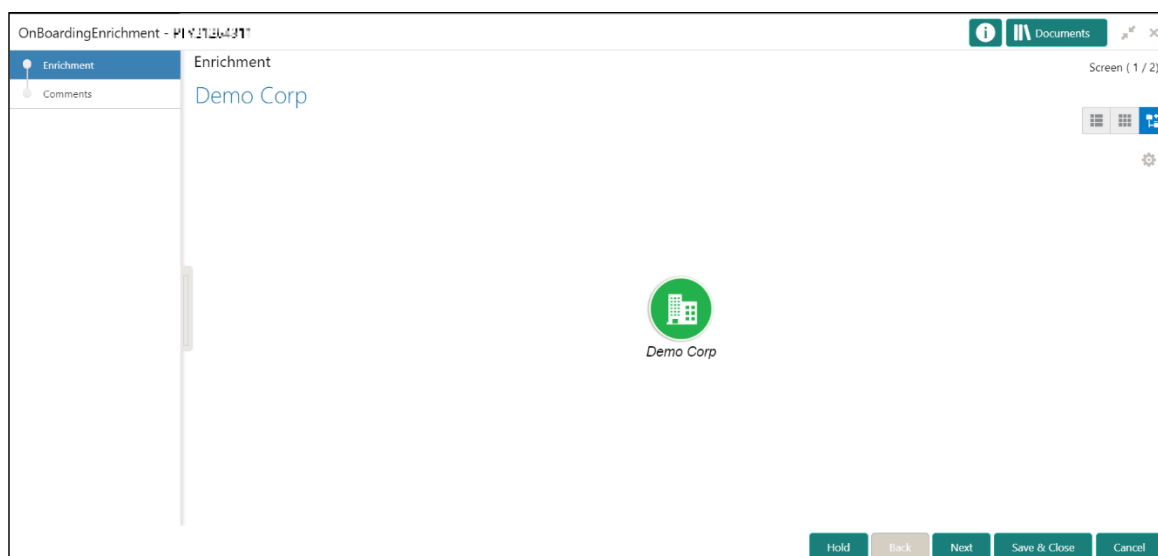 OnBoardingEnrichment -
Documents
Enrichment
Comments
Enrichment
Screen ( 1 / 2)
Demo Corp
Demo Corp
Hold
Back
Next
Save & Close
Cancel